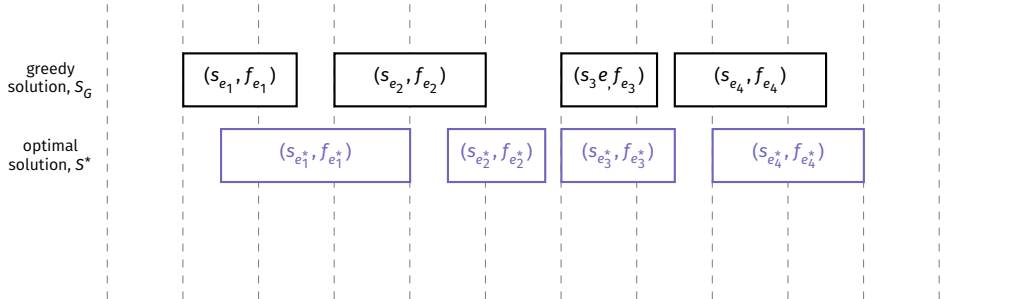 greedy
solution, S_G
(s_{e_1}, f_{e_1})
(s_{e_2}, f_{e_2})
(s_3e, f_{e_3})
(s_{e_4}, f_{e_4})
optimal
solution, S*
(s_{e_1^*}, f_{e_1^*})
(s_{e_2^*}, f_{e_2^*})
(s_{e_3^*}, f_{e_3^*})
(s_{e_4^*}, f_{e_4^*})